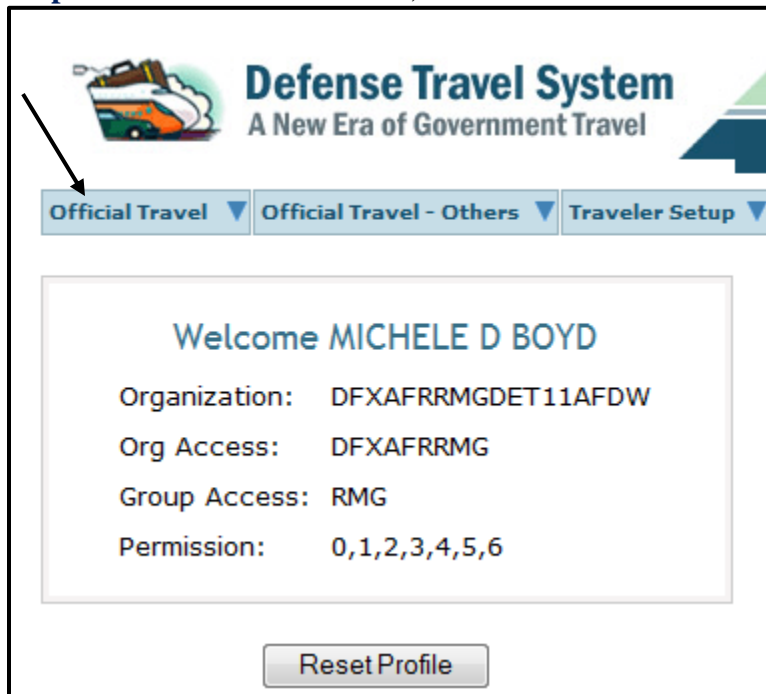 Defense Travel System
A New Era of Government Travel
Official Travel ▼ Official Travel - Others ▼ Traveler Setup ▼
Welcome MICHELE D BOYD
Organization: DFXAFRRMGDET11AFDW
Org Access: DFXAFRRMG
Group Access: RMG
Permission: 0,1,2,3,4,5,6
Reset Profile